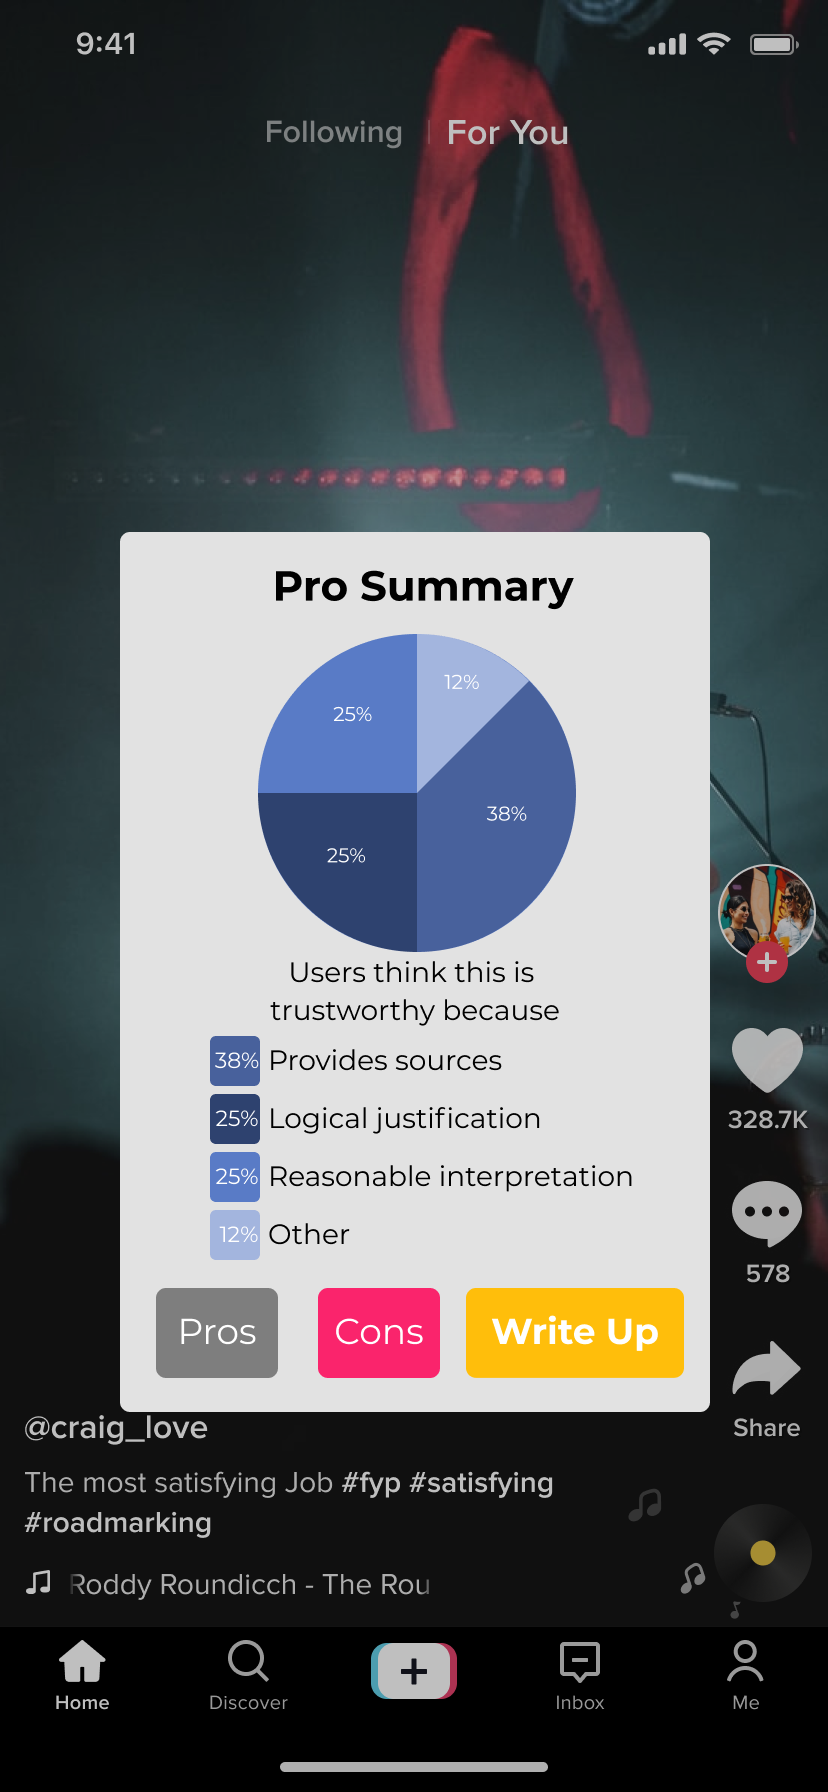 9:41
Following | For You
Pro Summary
12%
25%
38%
25%
Users think this is
trustworthy because
38% Provides sources
25% Logical justification
25% Reasonable interpretation
12% Other
Pros Cons Write Up
328.7K
578
Share
@craig_love
The most satisfying Job #fyp #satisfying
#roadmarking
Roddy Roundicch - The Rou
Home Discover Inbox Me